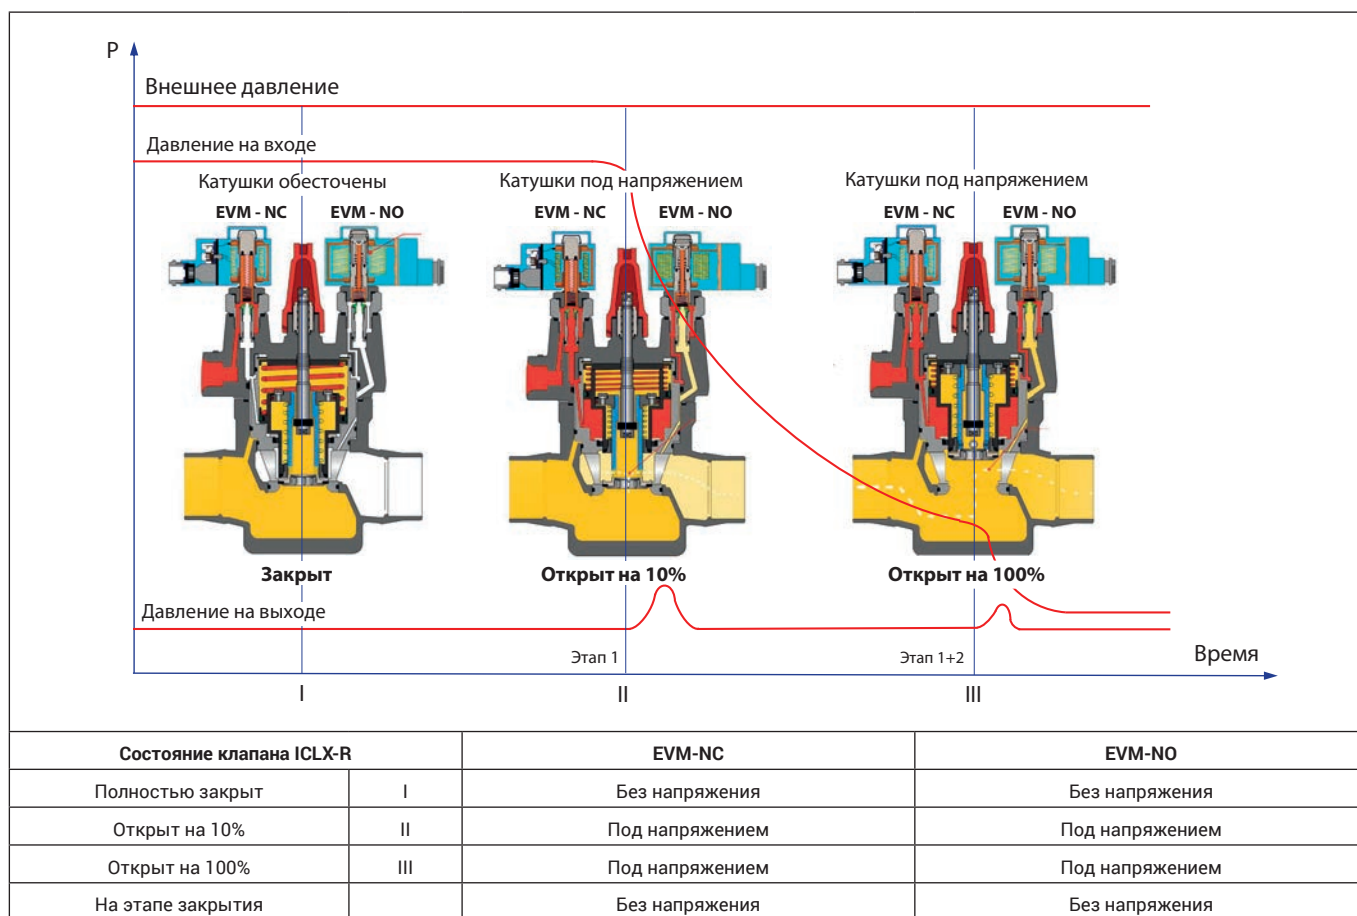 P
Внешнее давление
Давление на входе
Катушки обесточены
Катушки под напряжением
Катушки под напряжением
EVM - NC EVM - NO
EVM - NC EVM - NO
EVM - NC EVM - NO
Закрыт
Открыт на 10%
Открыт на 100%
Давление на выходе
Этап 1
Этап 1+2
Время
I
II
III
Состояние клапана ICLX-R EVM-NC EVM-NO
Полностью закрыт I Без напряжения Без напряжения
Открыт на 10% II Под напряжением Под напряжением
Открыт на 100% III Под напряжением Под напряжением
На этапе закрытия Без напряжения Без напряжения